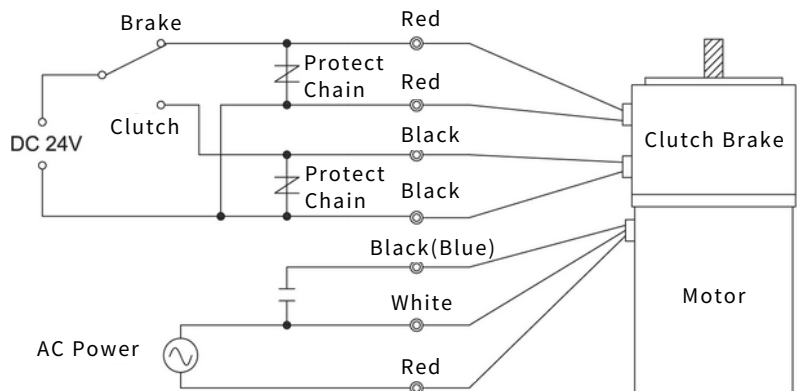 Brake
Red
Protect
Chain
Red
DC 24V
Clutch
Black
Clutch Brake
Protect
Chain
Black
Black(Blue)
White
Motor
AC Power
Red